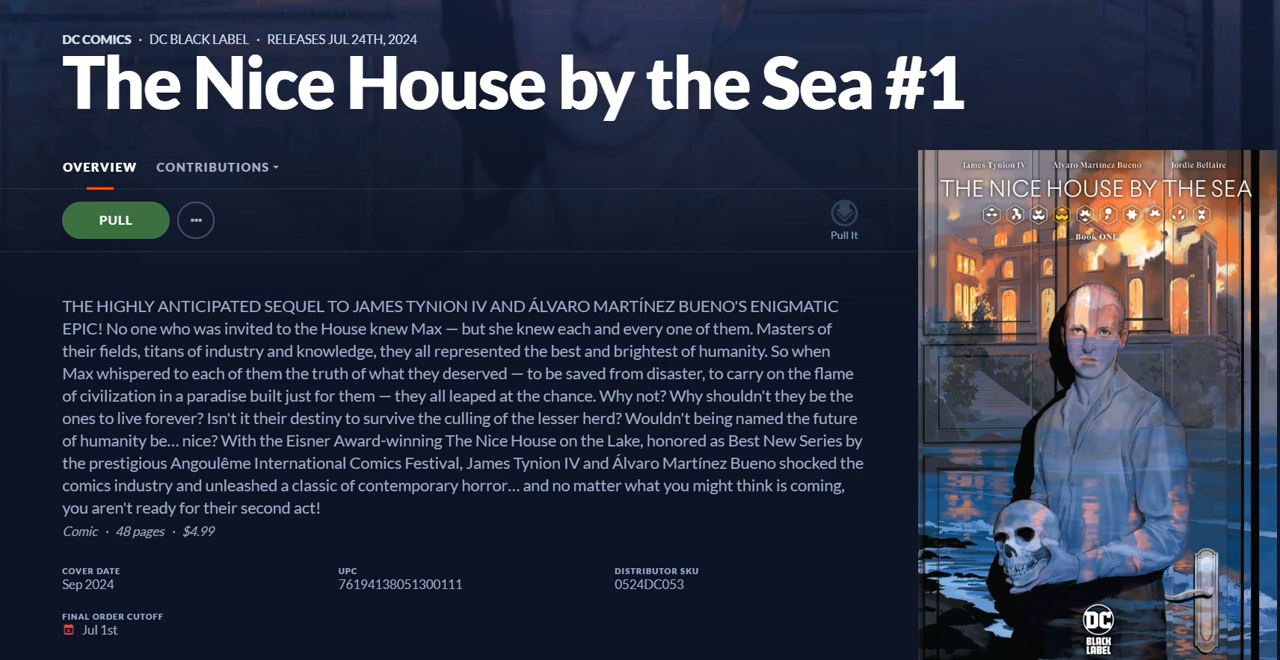 DC COMICS · DC BLACK LABEL · RELEASES JUL 24TH, 2024
The Nice House by the Sea #1
OVERVIEW CONTRIBUTIONS
PULL
Pull It
THE HIGHLY ANTICIPATED SEQUEL TO JAMES TYNION IV AND ÁLVARO MARTÍNEZ BUENO'S ENIGMATIC
EPIC! No one who was invited to the House knew Max — but she knew each and every one of them. Masters of
their fields, titans of industry and knowledge, they all represented the best and brightest of humanity. So when
Max whispered to each of them the truth of what they deserved — to be saved from disaster, to carry on the flame
of civilization in a paradise built just for them — they all leaped at the chance. Why not? Why shouldn't they be the
ones to live forever? Isn't it their destiny to survive the culling of the lesser herd? Wouldn't being named the future
of humanity be... nice? With the Eisner Award-winning The Nice House on the Lake, honored as Best New Series by
the prestigious Angoulême International Comics Festival, James Tynion IV and Álvaro Martínez Bueno shocked the
comics industry and unleashed a classic of contemporary horror... and no matter what you might think is coming,
you aren't ready for their second act!
Comic · 48 pages · $4.99
COVER DATE UPC DISTRIBUTOR SKU
Sep 2024 76194138051300111 0524DC053
FINAL ORDER CUTOFF
Jul 1st
James Tynion IV Álvaro Martínez Bueno Jordie Bellaire
THE NICE HOUSE BY THE SEA
Book ONE
DC
BLACK
LABEL